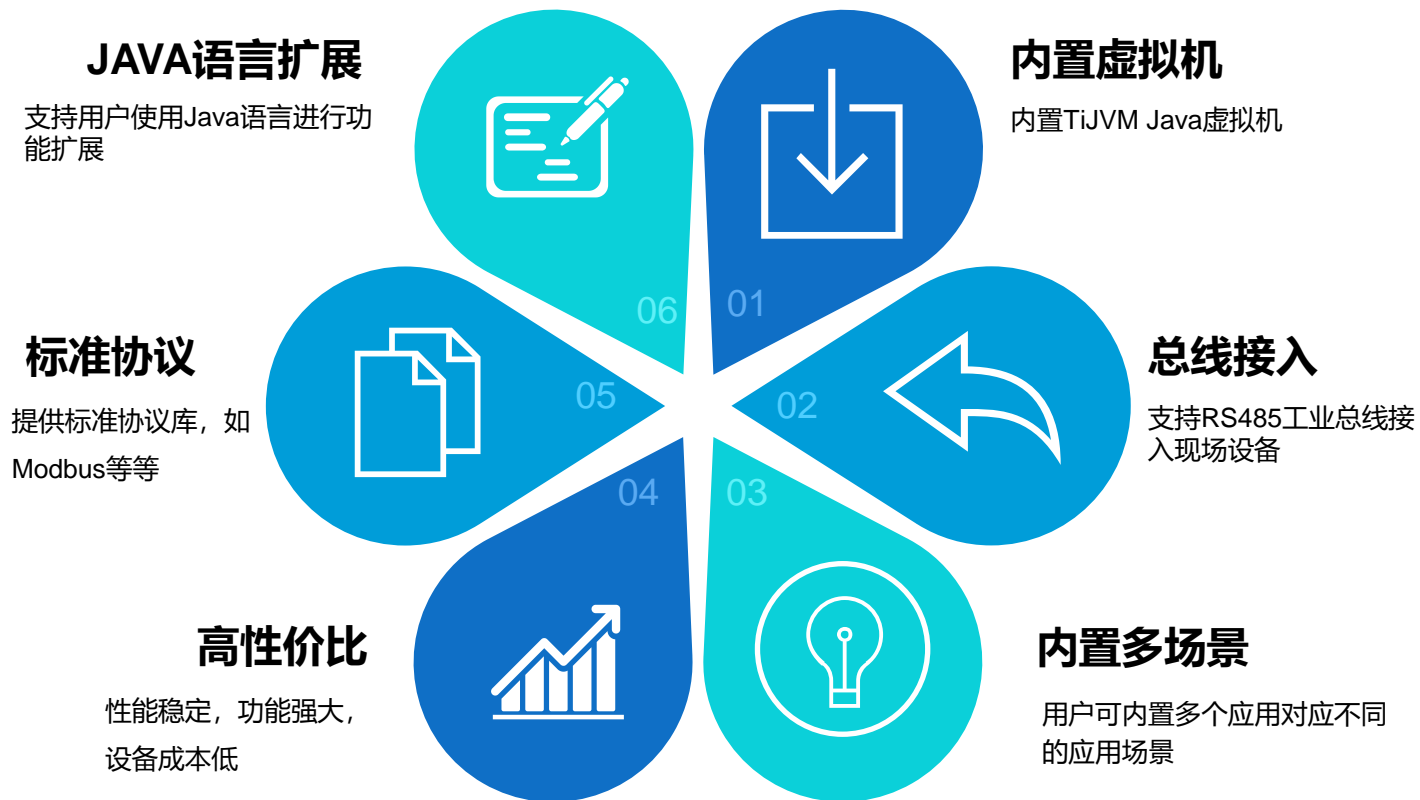 JAVA语言扩展
支持用户使用Java语言进行功
能扩展
内置虚拟机
内置TiJVM Java虚拟机
06
01
标准协议
提供标准协议库，如
Modbus等等
05
02
总线接入
支持RS485工业总线接
入现场设备
04
03
高性价比
性能稳定，功能强大，
设备成本低
内置多场景
用户可内置多个应用对应不同
的应用场景